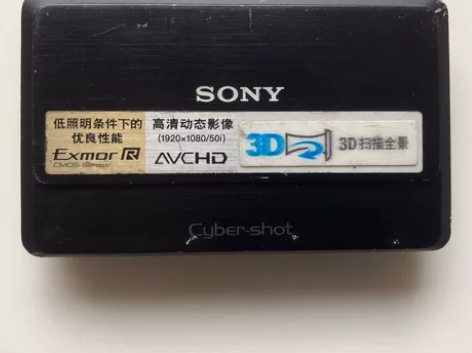 SONY
低照明条件下的
优良性能
Exmor R
CMOS Sensor
高清动态影像
(1920×1080/50i)
AVCHD
3D
3D扫描全景
Cyber-shot